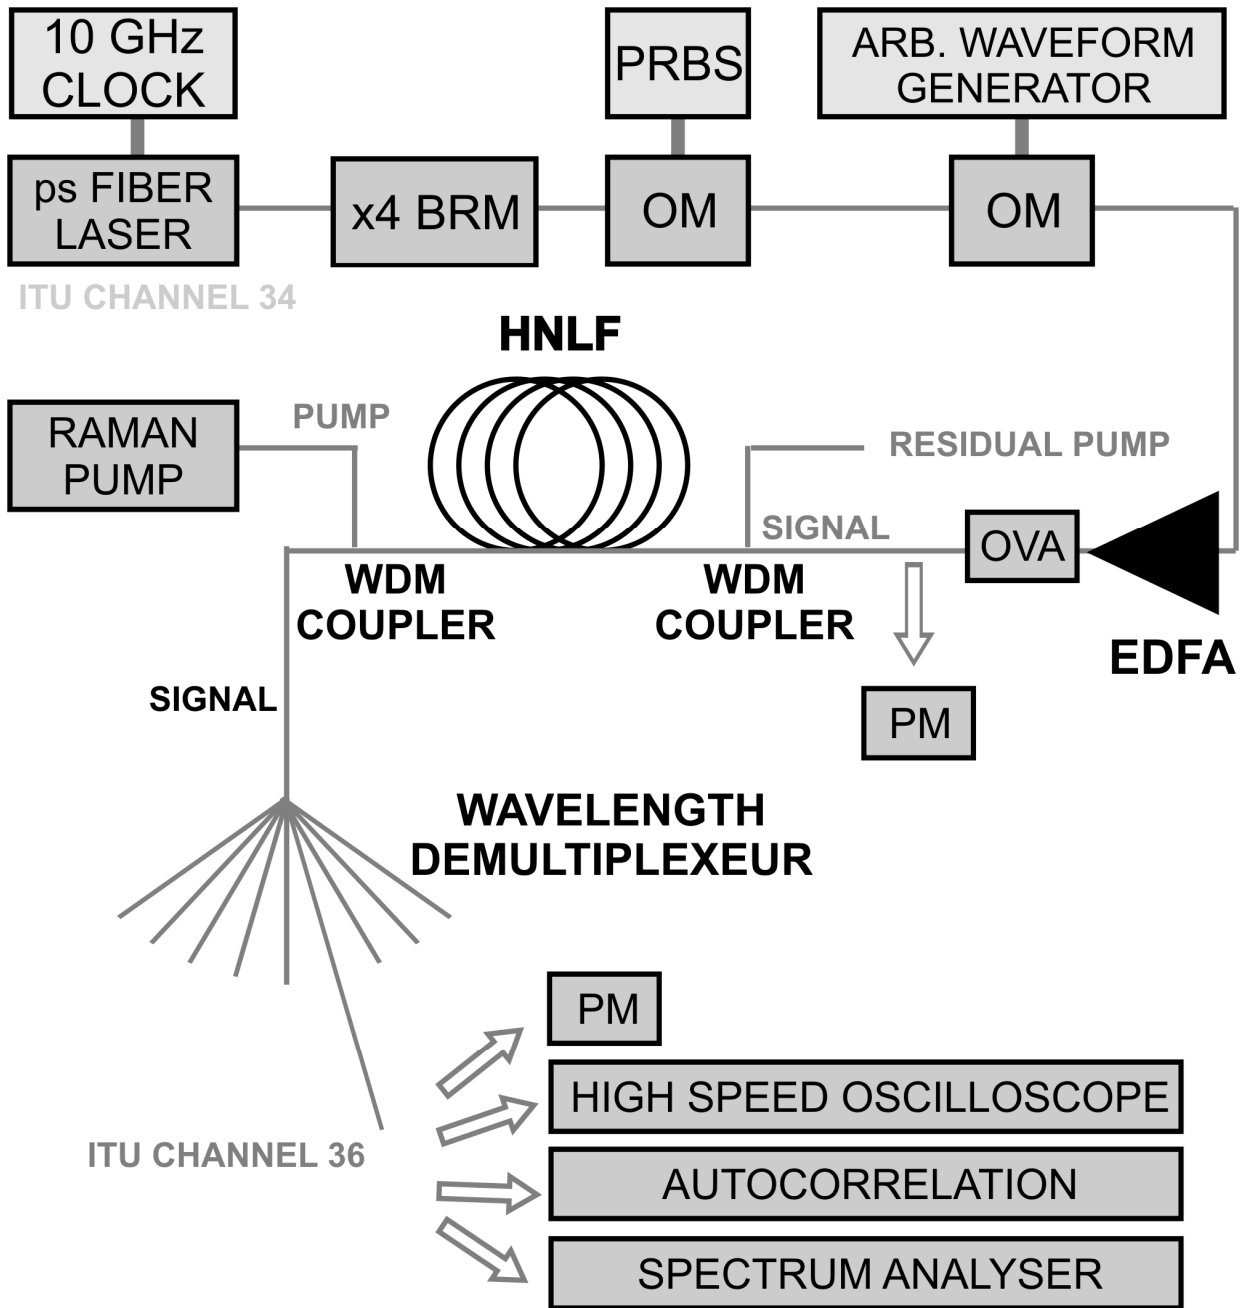 10 GHz
CLOCK
PRBS
ARB. WAVEFORM
GENERATOR
ps FIBER
LASER
x4 BRM
OM
OM
ITU CHANNEL 34
HNLF
RAMAN
PUMP
PUMP
RESIDUAL PUMP
SIGNAL
OVA
WDM
COUPLER
WDM
COUPLER
EDFA
SIGNAL
PM
WAVELENGTH
DEMULTIPLEXEUR
PM
HIGH SPEED OSCILLOSCOPE
ITU CHANNEL 36
AUTOCORRELATION
SPECTRUM ANALYSER